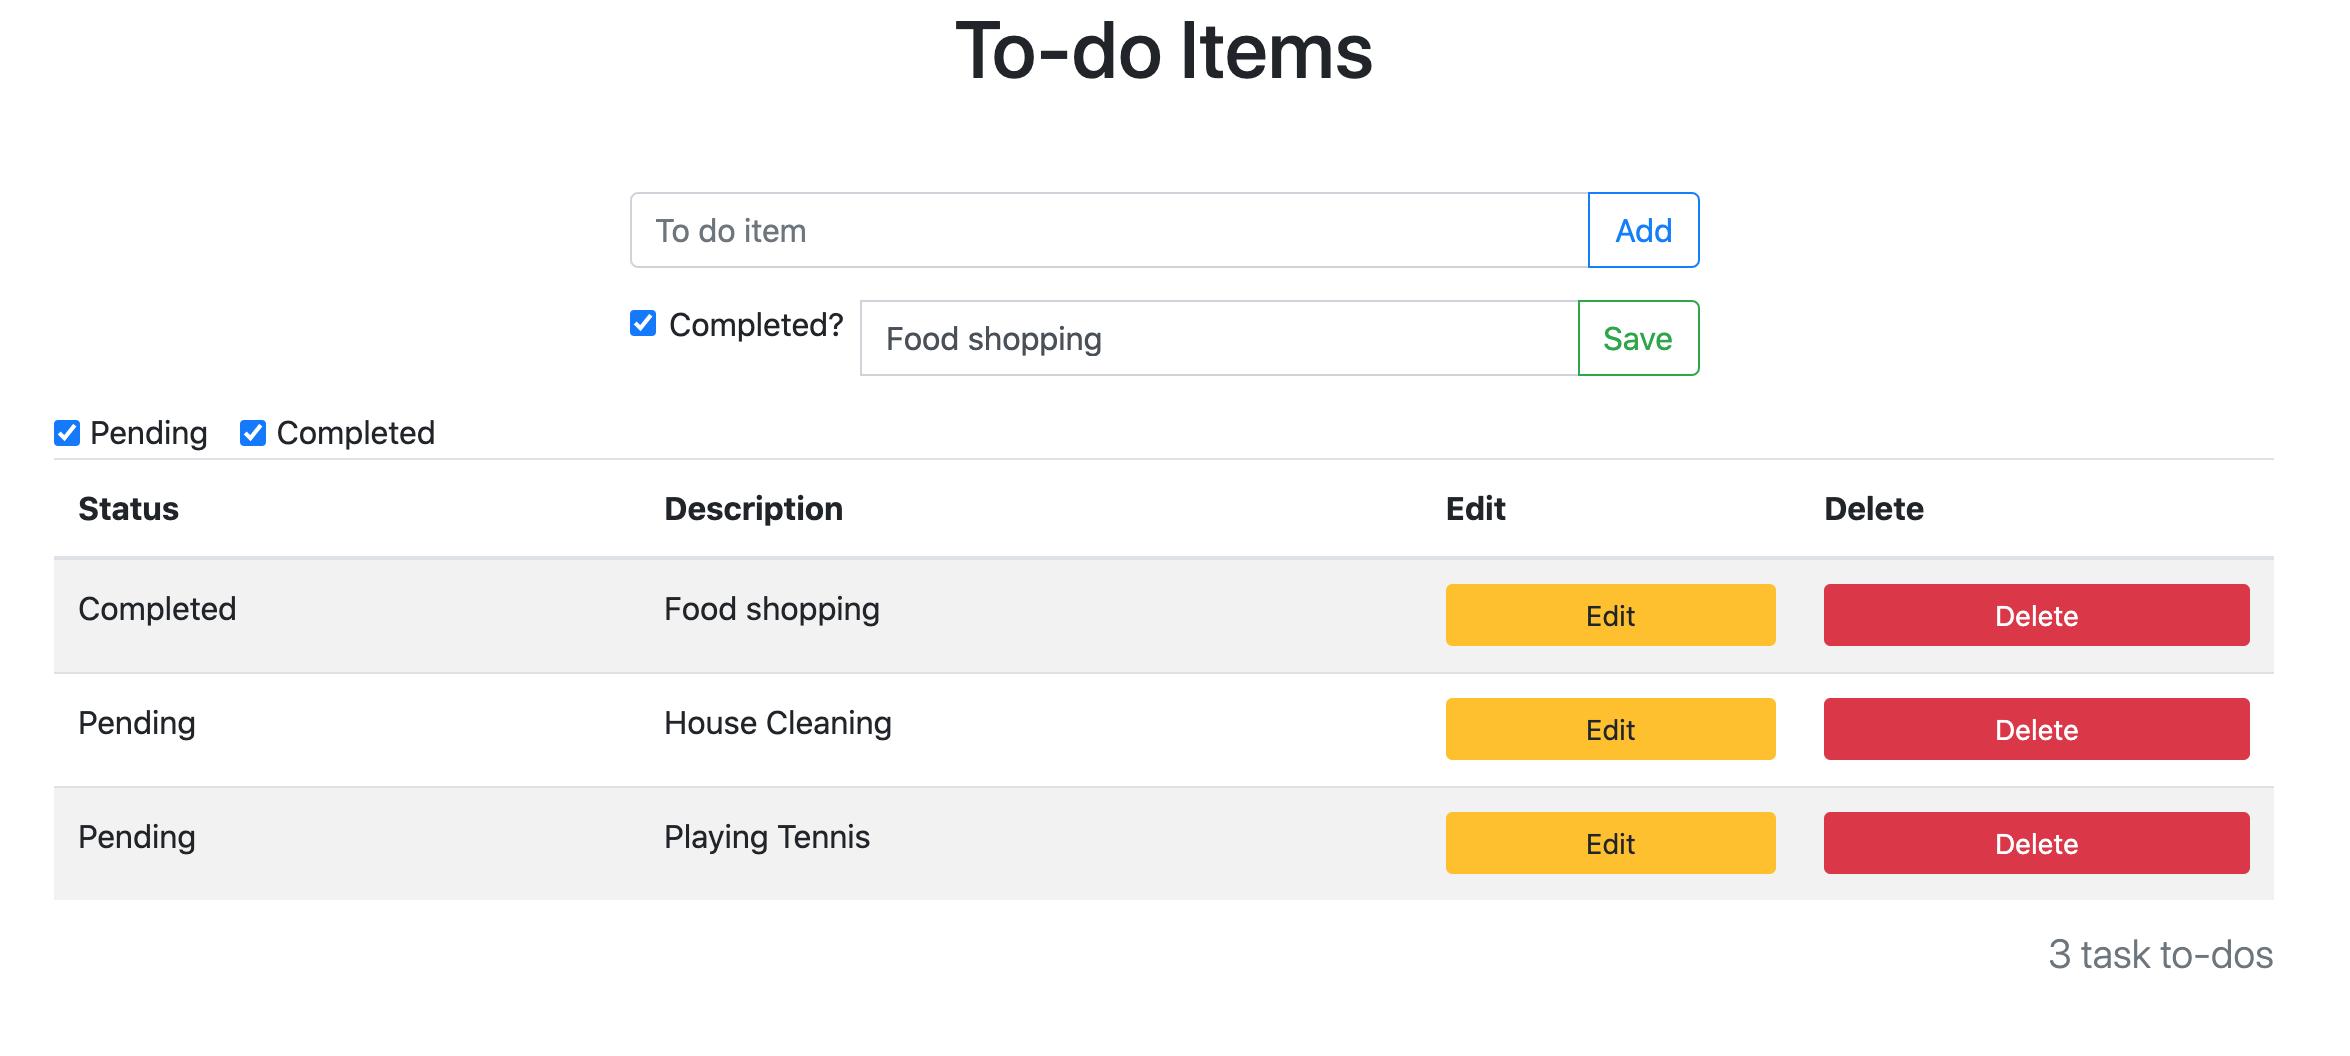 To-do Items
To do item Add
Completed? Food shopping Save
Pending Completed
Status Description Edit Delete
Completed Food shopping Edit Delete
Pending House Cleaning Edit Delete
Pending Playing Tennis Edit Delete
3 task to-dos